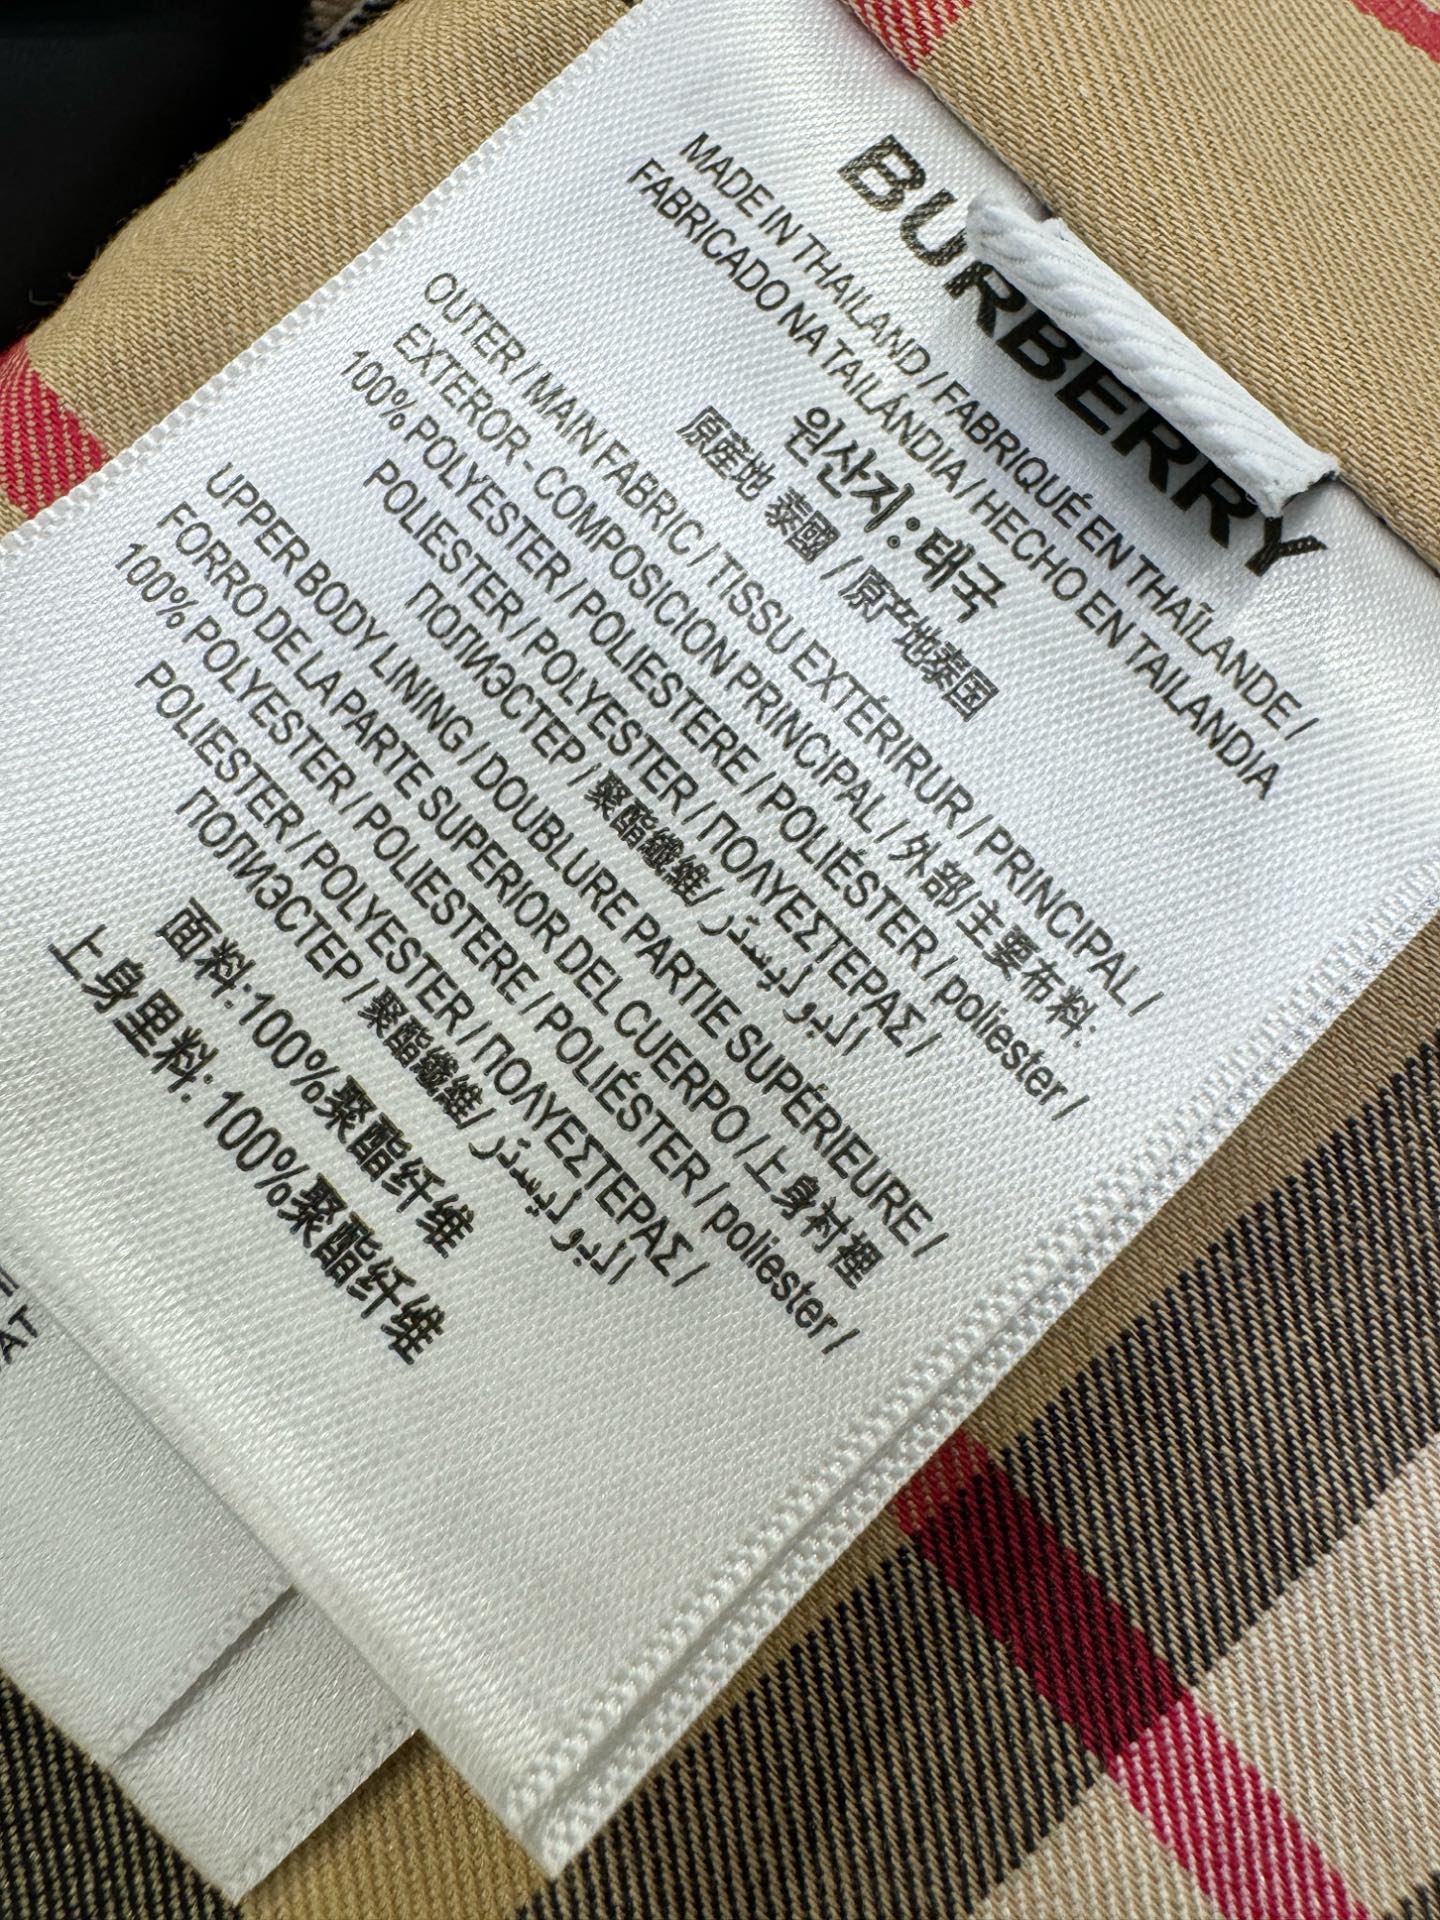 BURBERRY
MADE IN THAILAND / FABRIQUÉ EN THAÏLANDE /
FABRICADO NA TAILÁNDIA / HECHO EN TAILANDIA
원산지 : 태국
原産地 泰國 / 原产地泰国
OUTER / MAIN FABRIC / TISSU EXTÉRIRUR / PRINCIPAL /
EXTEROR - COMPOSICION PRINCIPAL / 外部/主要布料:
100% POLYESTER / POLIESTERE / POLIÉSTER / poliester /
POLIESTER / POLYESTER / ΠΟΛΥΕΣΤΕΡΑΣ /
ПОЛИЭСТЕР / 聚酯纖維 / البوليستر
UPPER BODY LINING / DOUBLURE PARTIE SUPÉRIEURE /
FORRO DE LA PARTE SUPERIOR DEL CUERPO / 上身衬裡
100% POLYESTER / POLIESTERE / POLIÉSTER / poliester /
POLIESTER / POLYESTER / ΠΟΛΥΕΣΤΕΡΑΣ /
ПОЛИЭСТЕР / 聚酯纖維 / البوليستر
面料: 100%聚酯纤维
上身里料: 100%聚酯纤维